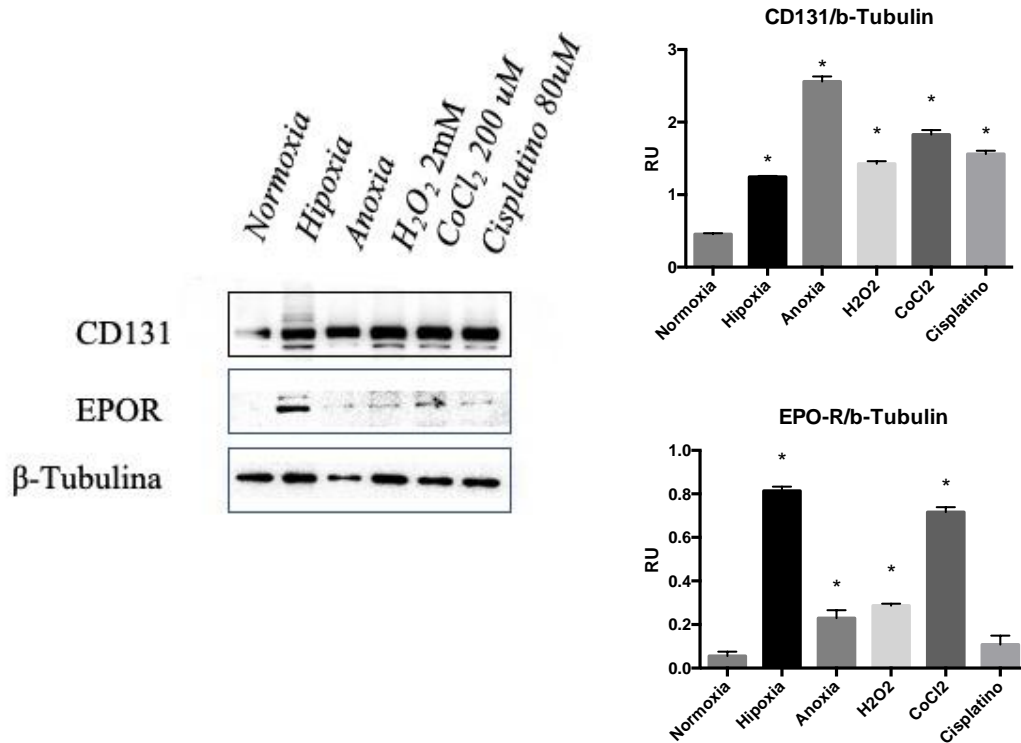 Normoxia
Hipoxia
Anoxia
H₂O₂ 2mM
CoCl₂ 200 uM
Cisplatino 80uM
CD131
EPOR
β-Tubulina
CD131/b-Tubulin
RU
3
2
1
0
*
*
*
*
*
Normoxia
Hipoxia
Anoxia
H2O2
CoCl2
Cisplatino
EPO-R/b-Tubulin
RU
1.0
0.8
0.6
0.4
0.2
0.0
*
*
*
*
Normoxia
Hipoxia
Anoxia
H2O2
CoCl2
Cisplatino